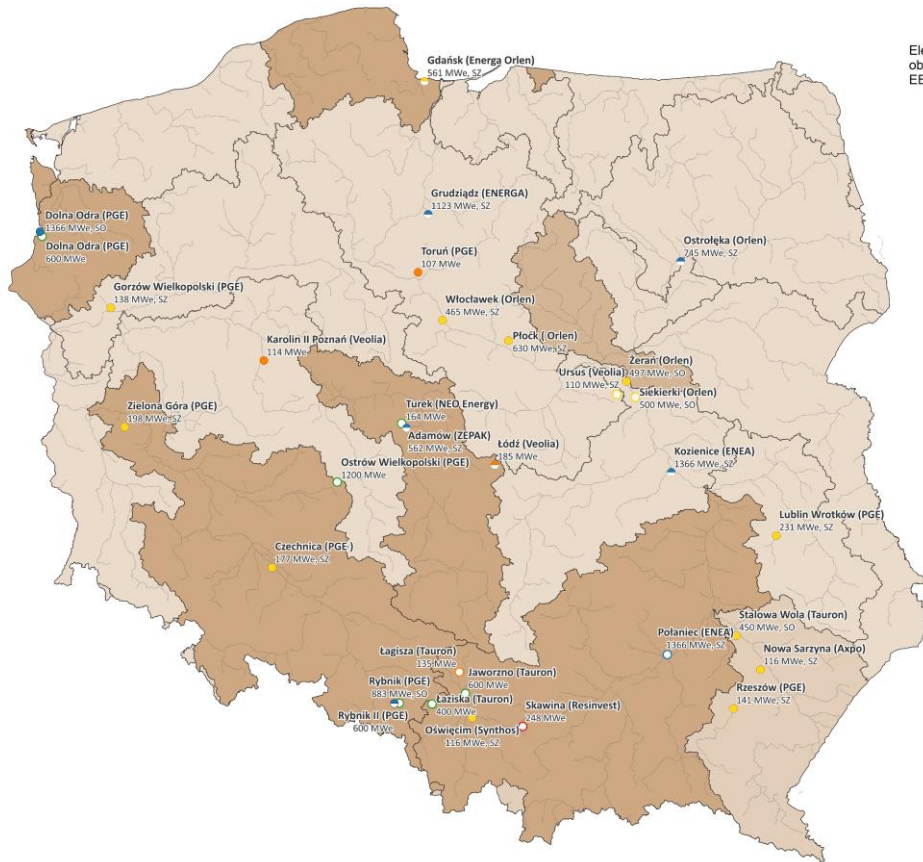 Ele
ob
EE
Gdańsk (Energa Orlen)
561 MWe, SZ
Grudziądz (ENERGA)
1123 MWe, SZ
Dolna Odra (PGE)
1366 MWe, SO
Dolna Odra (PGE)
600 MWe
Toruń (PGE)
107 MWe
Ostrołęka (Orlen)
745 MWe, SZ
Gorzów Wielkopolski (PGE)
138 MWe, SZ
Włocławek (Orlen)
465 MWe, SZ
Karolin II Poznań (Veolia)
114 MWe
Płoćk ( Orlen)
630 MWe, SZ
Żerań (Orlen)
497 MWe, SO
Ursus (Veolia)
110 MWe, SZ
Siekierki (Orlen)
500 MWe, SO
Zielona Góra (PGE)
198 MWe, SZ
Turek (NEO Energy)
164 MWe
Adamów (ZEPAK)
562 MWe, SZ
Łódź (Veolia)
185 MWe
Ostrów Wielkopolski (PGE)
1200 MWe
Kozienice (ENEA)
1366 MWe, SZ
Lublin Wrotków (PGE)
231 MWe, SZ
Czechnica (PGE)
177 MWe, SZ
Stalowa Wola (Tauron)
450 MWe, SO
Połaniec (ENEA)
1366 MWe, SZ
Nowa Sarzyna (Axpo)
116 MWe, SZ
Łagisza (Tauron)
135 MWe
Jaworzno (Tauron)
600 MWe
Rybnik (PGE)
883 MWe, SO
Łaziska (Tauron)
400 MWe
Skawina (Resinvest)
248 MWe
Rzeszów (PGE)
141 MWe, SZ
Rybnik II (PGE)
600 MWe
Oświęcim (Synthos)
116 MWe, SZ